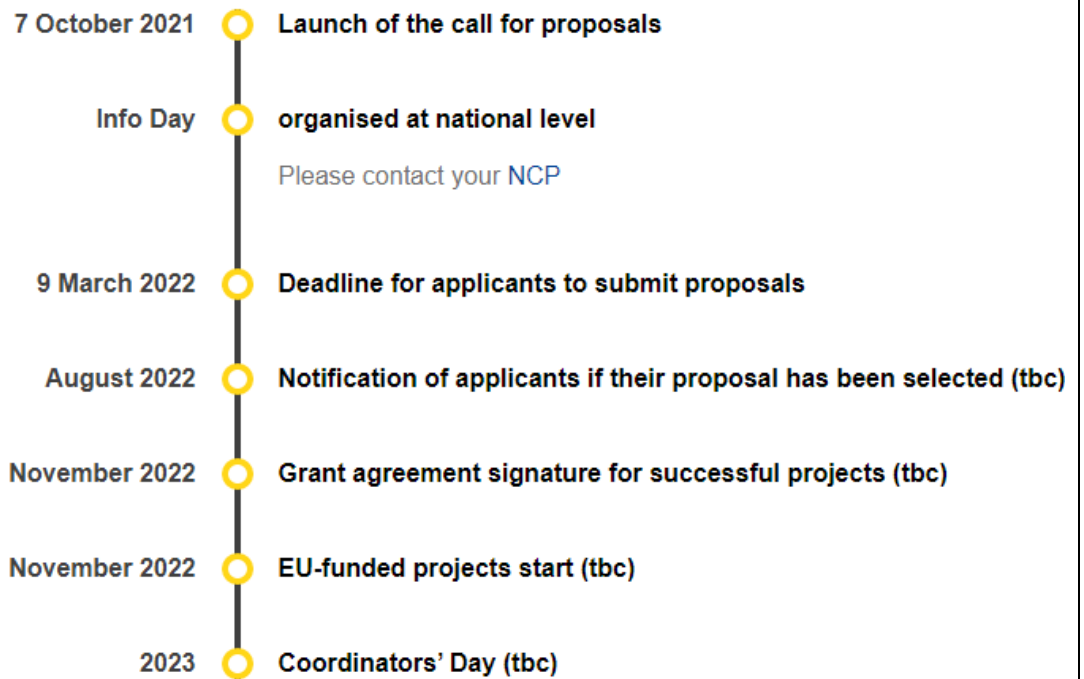 7 October 2021 Launch of the call for proposals
Info Day organised at national level
Please contact your NCP
9 March 2022 Deadline for applicants to submit proposals
August 2022 Notification of applicants if their proposal has been selected (tbc)
November 2022 Grant agreement signature for successful projects (tbc)
November 2022 EU-funded projects start (tbc)
2023 Coordinators’ Day (tbc)